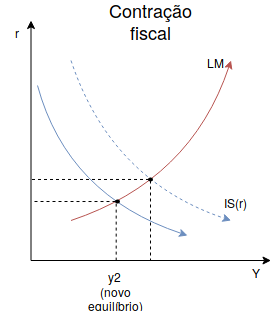 Contração
fiscal
r
LM
IS(r)
Y
y2
(novo
equilíbrio)